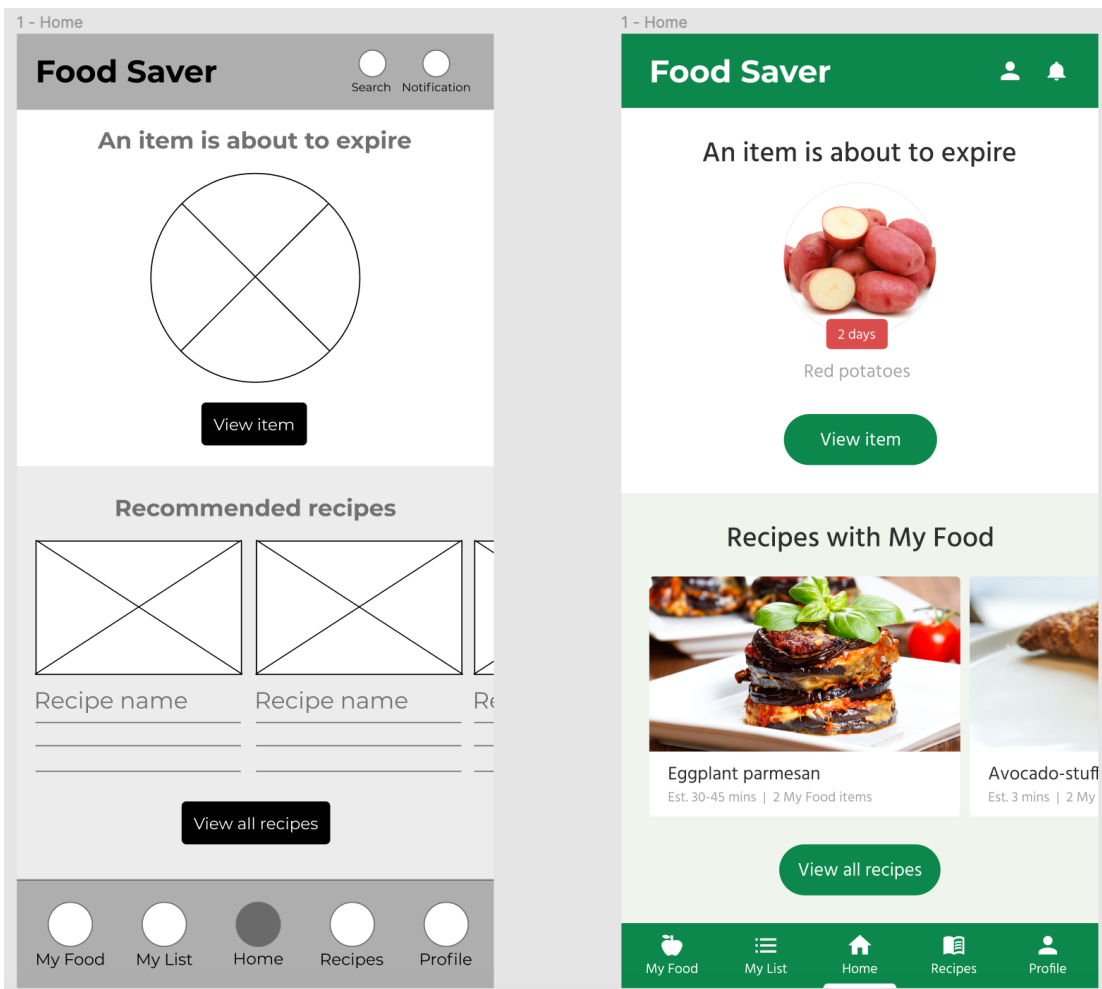 1 - Home
Food Saver
Search Notification
An item is about to expire
View item
Recommended recipes
Recipe name Recipe name Re
View all recipes
My Food My List Home Recipes Profile
1 - Home
Food Saver
An item is about to expire
2 days
Red potatoes
View item
Recipes with My Food
Eggplant parmesan
Est. 30-45 mins | 2 My Food items
Avocado-stuff
Est. 3 mins | 2 My
View all recipes
My Food My List Home Recipes Profile